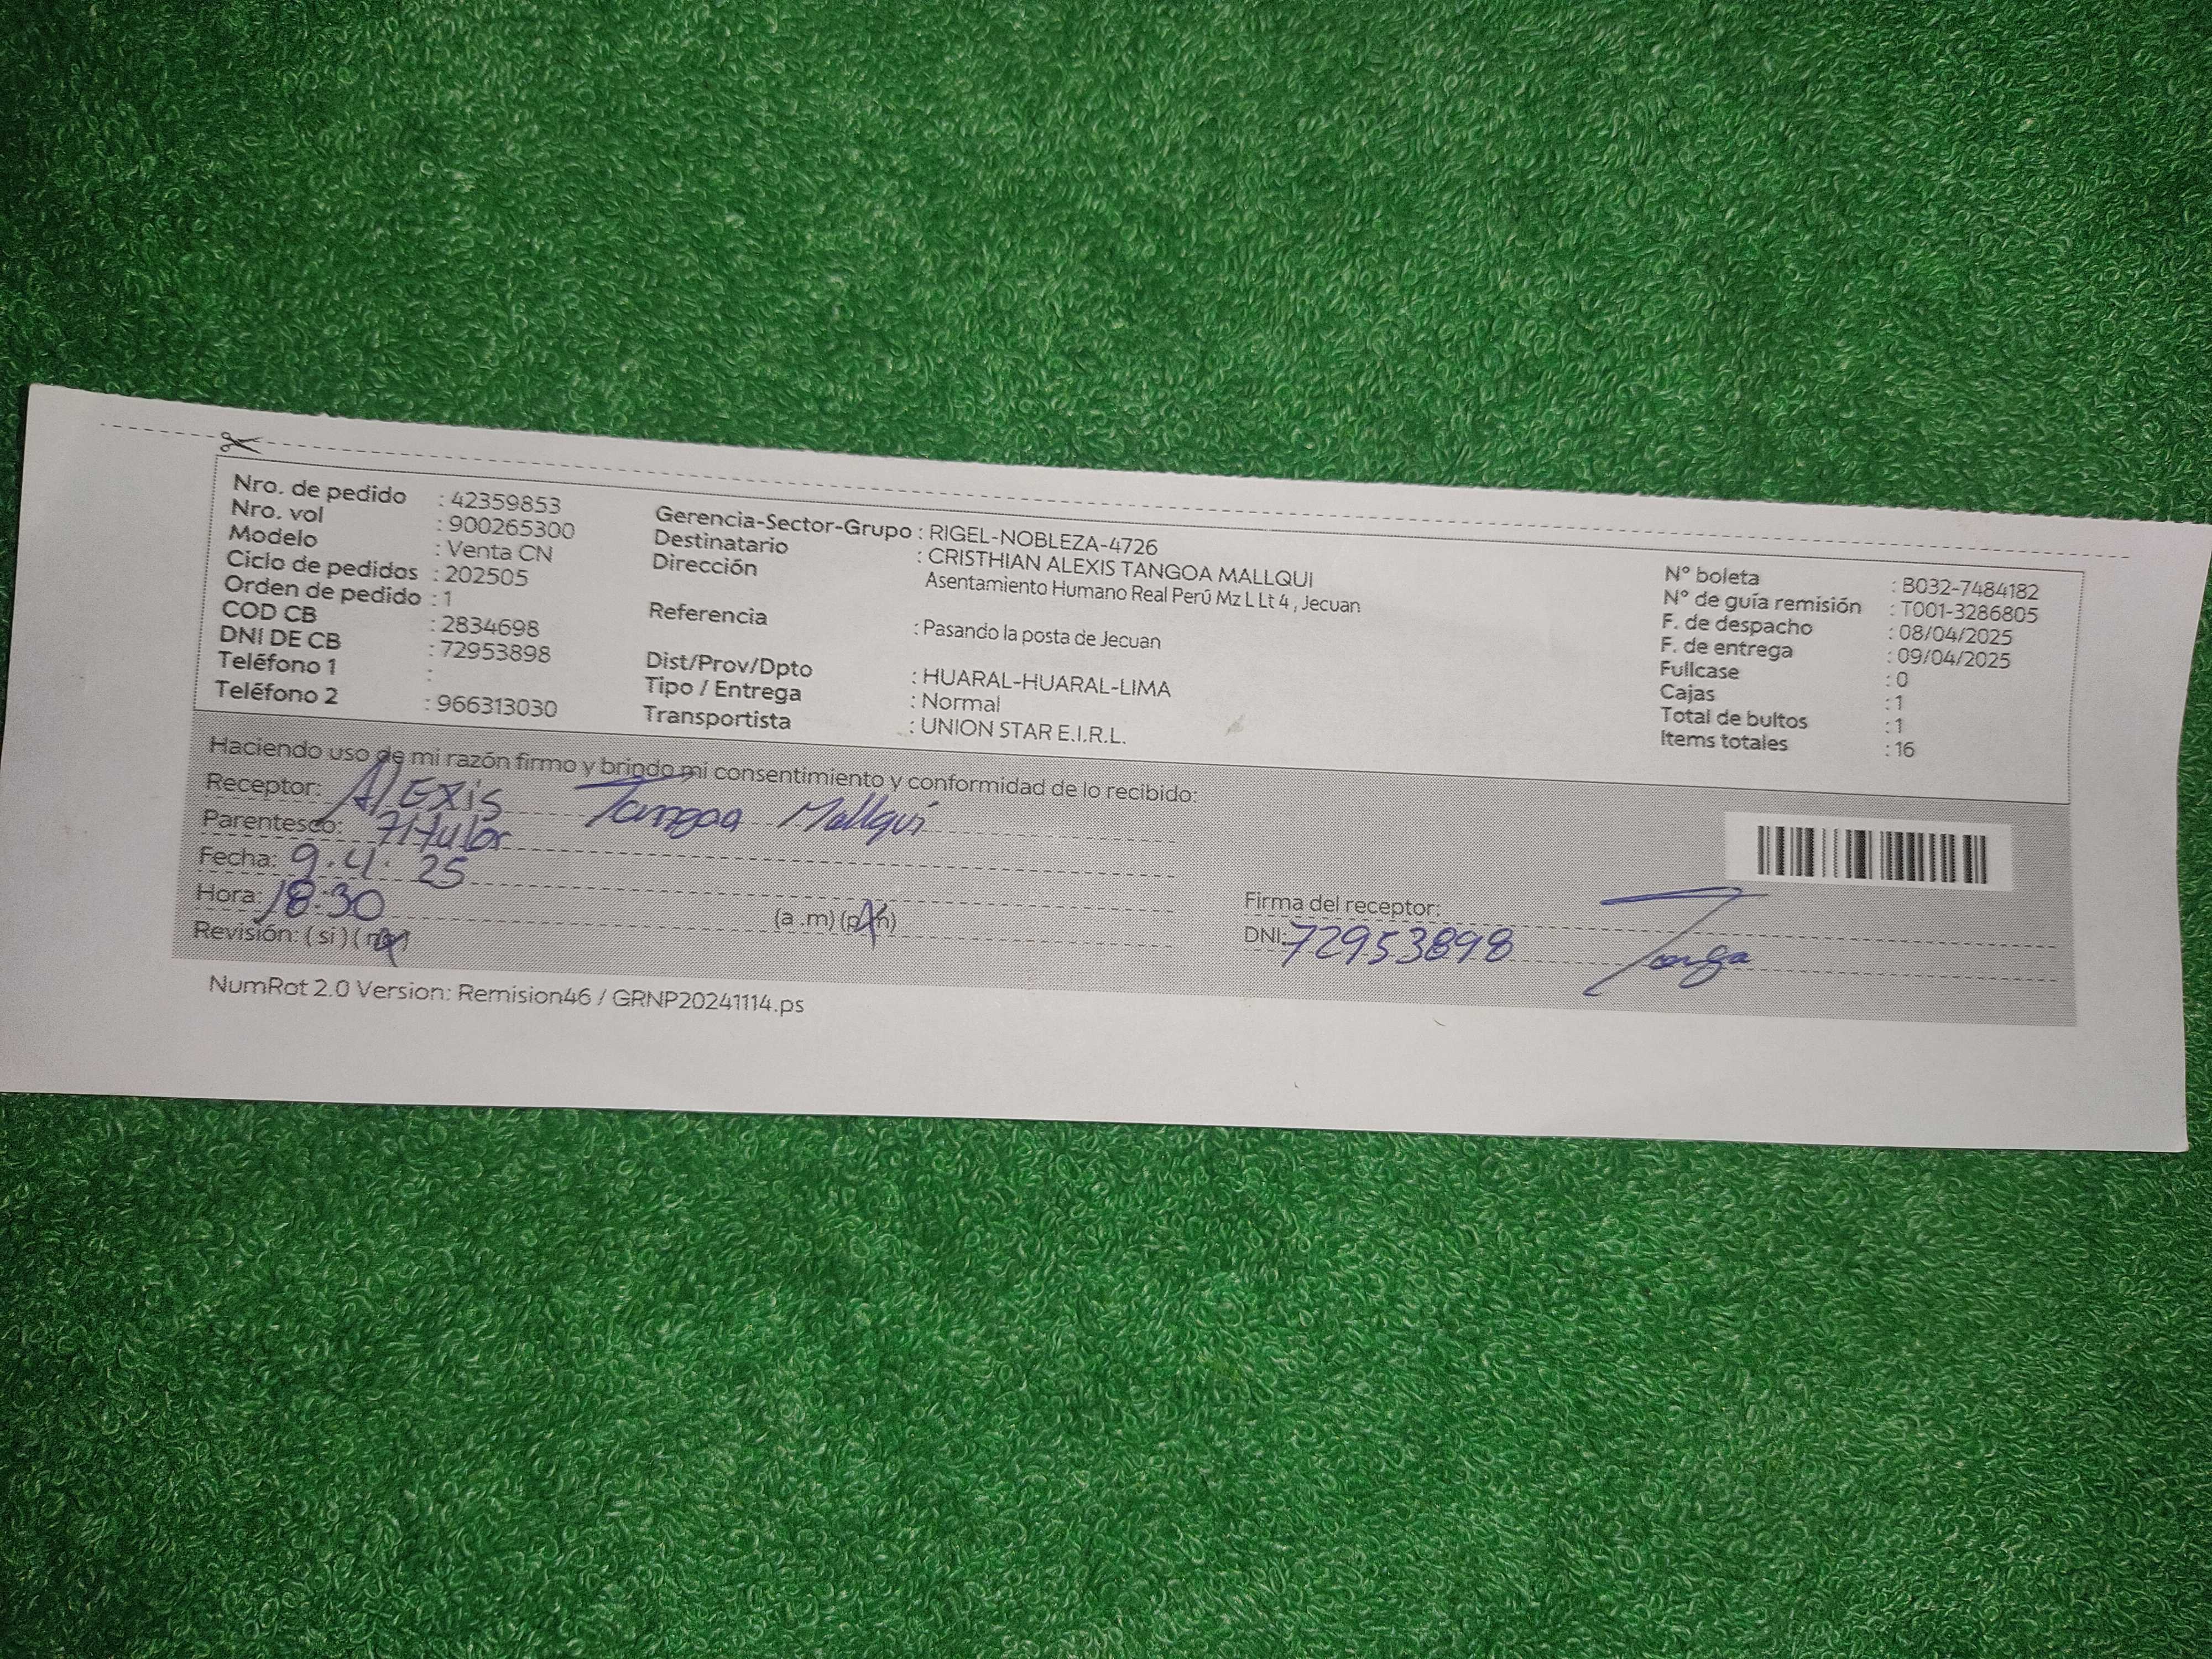 Nro. de pedido : 42359853
Nro. vol : 900265300
Modelo : Venta CN
Ciclo de pedidos : 202505
Orden de pedido : 1
COD CB : 2834698
DNI DE CB : 72953898
Teléfono 1 :
Teléfono 2 : 966313030
Gerencia-Sector-Grupo : RIGEL-NOBLEZA-4726
Destinatario : CRISTHIAN ALEXIS TANGOA MALLQUI
Dirección Asentamiento Humano Real Perú Mz L Lt 4 , Jecuan
Referencia : Pasando la posta de Jecuan
Dist/Prov/Dpto : HUARAL-HUARAL-LIMA
Tipo / Entrega : Normal
Transportista : UNION STAR E.I.R.L.
N° boleta : B032-7484182
N° de guía remisión : T001-3286805
F. de despacho : 08/04/2025
F. de entrega : 09/04/2025
Fullcase : 0
Cajas : 1
Total de bultos : 1
Items totales : 16
Haciendo uso de mi razón firmo y brindo mi consentimiento y conformidad de lo recibido:
Receptor: Alexis Tangoa Mallqui
Parentesco: Titular
Fecha: 9.4.25
Hora: 18:30 (a .m) (p.m)
Revisión: ( si ) ( no )
Firma del receptor:
DNI: 72953898
NumRot 2.0 Version: Remision46 / GRNP20241114.ps